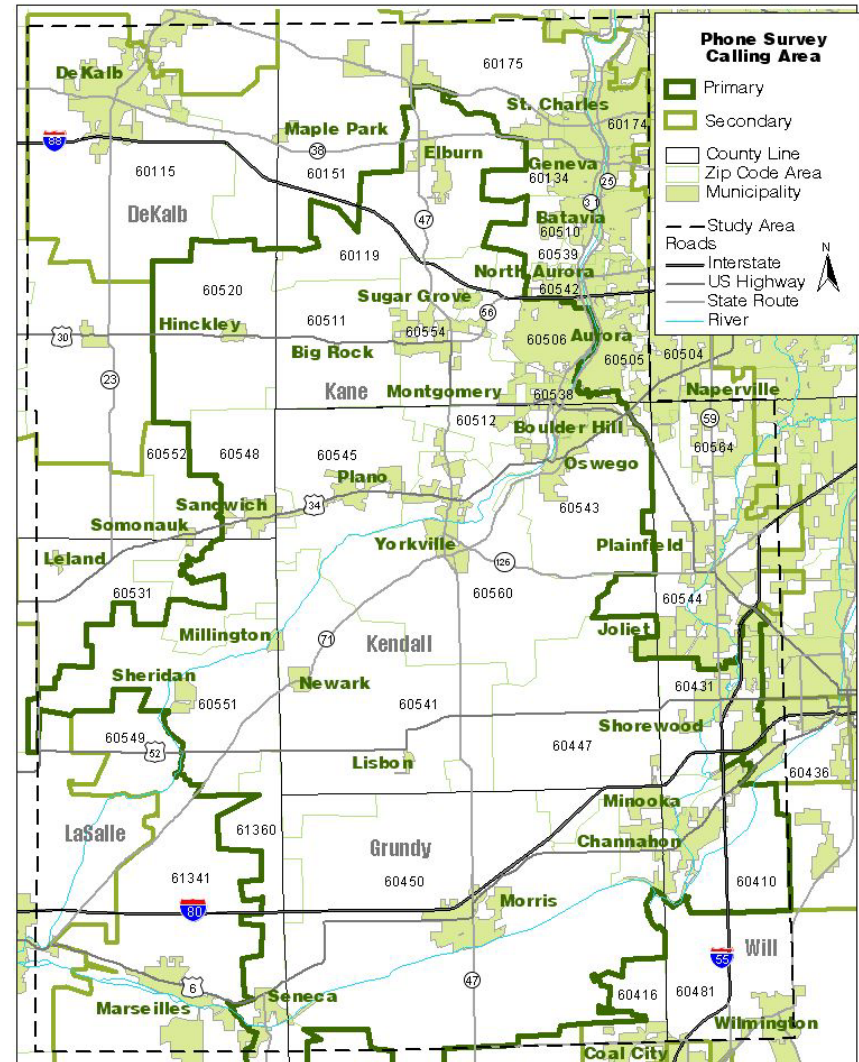 Phone Survey
Calling Area
Primary
Secondary
County Line
Zip Code Area
Municipality
Study Area
Roads
Interstate
US Highway
State Route
River
N
DeKalb
60175
St. Charles
60174
Maple Park
38
88
Elburn
Geneva
60115
60151
60134
25
DeKalb
31
47
Batavia
60510
60119
60539
North Aurora
60520
Sugar Grove
60542
56
Hinckley
60511
60554
60506
Aurora
30
Big Rock
60505
60504
23
Kane
Montgomery
60538
Naperville
60512
59
Boulder Hill
60564
60552
60548
60545
Plano
Oswego
Sandwich
34
60543
Somonauk
Yorkville
Plainfield
Leland
126
60531
60560
60544
Millington
71
Kendall
Joliet
Sheridan
Newark
60431
60551
60541
Shorewood
60549
52
60447
Lisbon
60436
Minooka
LaSalle
61360
Channahon
Grundy
61341
60450
60410
80
Morris
Will
55
47
6
Seneca
60416
60481
Marseilles
Wilmington
Coal City